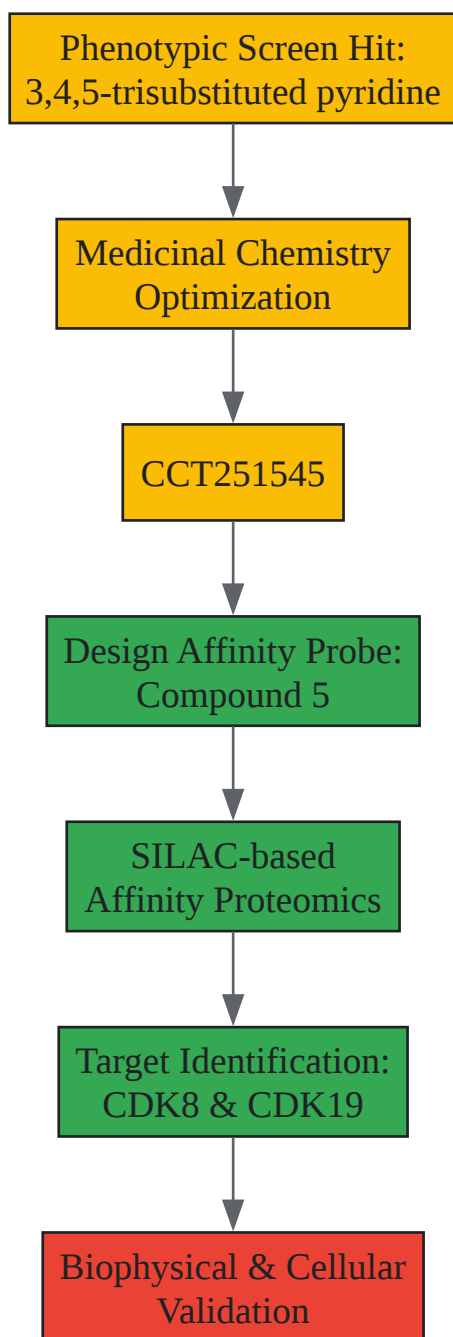 Phenotypic Screen Hit:
3,4,5-trisubstituted pyridine
Medicinal Chemistry
Optimization
CCT251545
Design Affinity Probe:
Compound 5
SILAC-based
Affinity Proteomics
Target Identification:
CDK8 & CDK19
Biophysical & Cellular
Validation